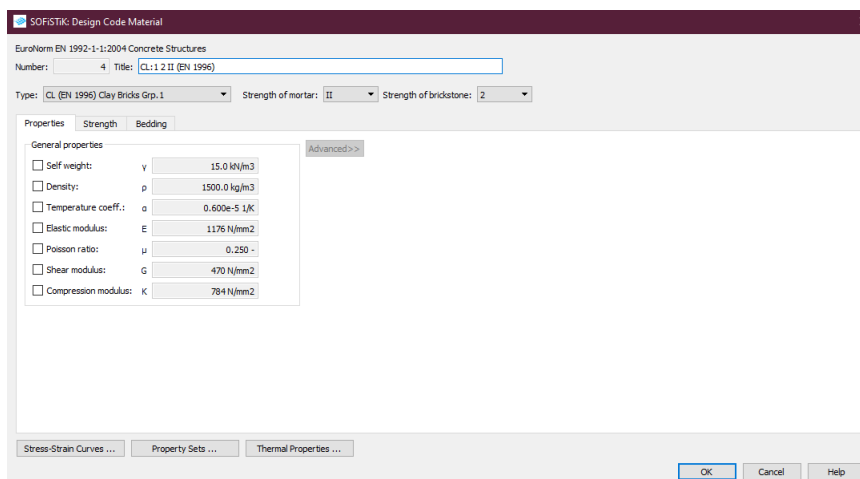 SOFiSTiK: Design Code Material
EuroNorm EN 1992-1-1:2004 Concrete Structures
Number: 4 Title: CL:1 2 II (EN 1996)
Type: CL (EN 1996) Clay Bricks Grp.1 Strength of mortar: II Strength of brickstone: 2
Properties Strength Bedding
General properties Advanced>>
Self weight: γ 15.0 kN/m3
Density: ρ 1500.0 kg/m3
Temperature coeff.: α 0.600e-5 1/K
Elastic modulus: E 1176 N/mm2
Poisson ratio: μ 0.250 -
Shear modulus: G 470 N/mm2
Compression modulus: K 784 N/mm2
Stress-Strain Curves ... Property Sets ... Thermal Properties ...
OK Cancel Help